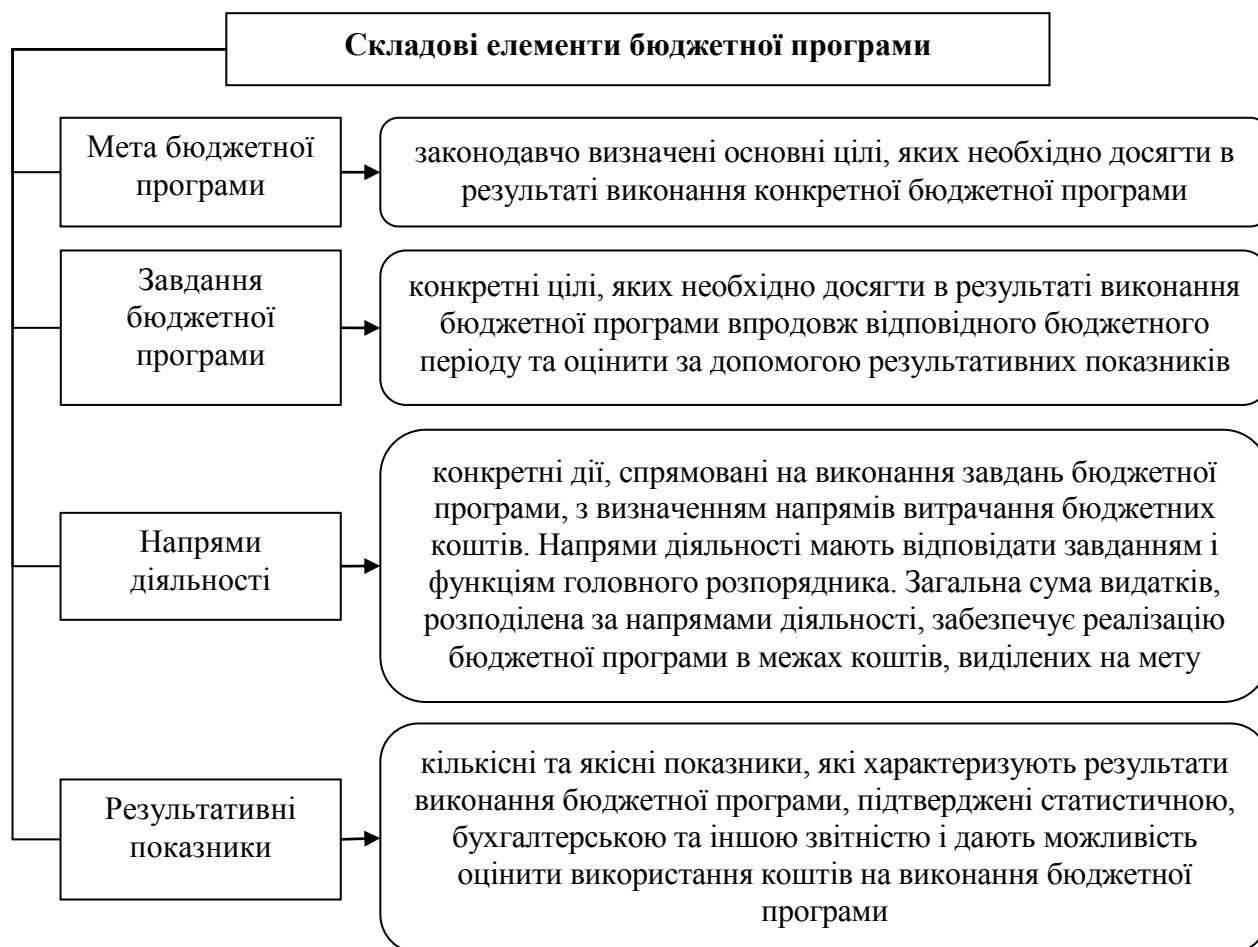 Складові елементи бюджетної програми
Мета бюджетної
програми
законодавчо визначені основні цілі, яких необхідно досягти в
результаті виконання конкретної бюджетної програми
Завдання
бюджетної
програми
конкретні цілі, яких необхідно досягти в результаті виконання
бюджетної програми впродовж відповідного бюджетного
періоду та оцінити за допомогою результативних показників
Напрями
діяльності
конкретні дії, спрямовані на виконання завдань бюджетної
програми, з визначенням напрямів витрачання бюджетних
коштів. Напрями діяльності мають відповідати завданням і
функціям головного розпорядника. Загальна сума видатків,
розподілена за напрямами діяльності, забезпечує реалізацію
бюджетної програми в межах коштів, виділених на мету
Результативні
показники
кількісні та якісні показники, які характеризують результати
виконання бюджетної програми, підтверджені статистичною,
бухгалтерською та іншою звітністю і дають можливість
оцінити використання коштів на виконання бюджетної
програми